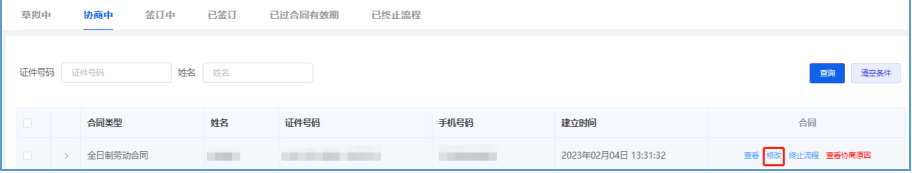 草拟中 协商中 签订中 已签订 已过合同有效期 已终止流程
证件号码 证件号码 姓名 姓名 查询 清空条件
合同类型 姓名 证件号码 手机号码 建立时间 合同
全日制劳动合同 2023年02月04日 13:31:32 查看 修改 终止流程 查看协商原因